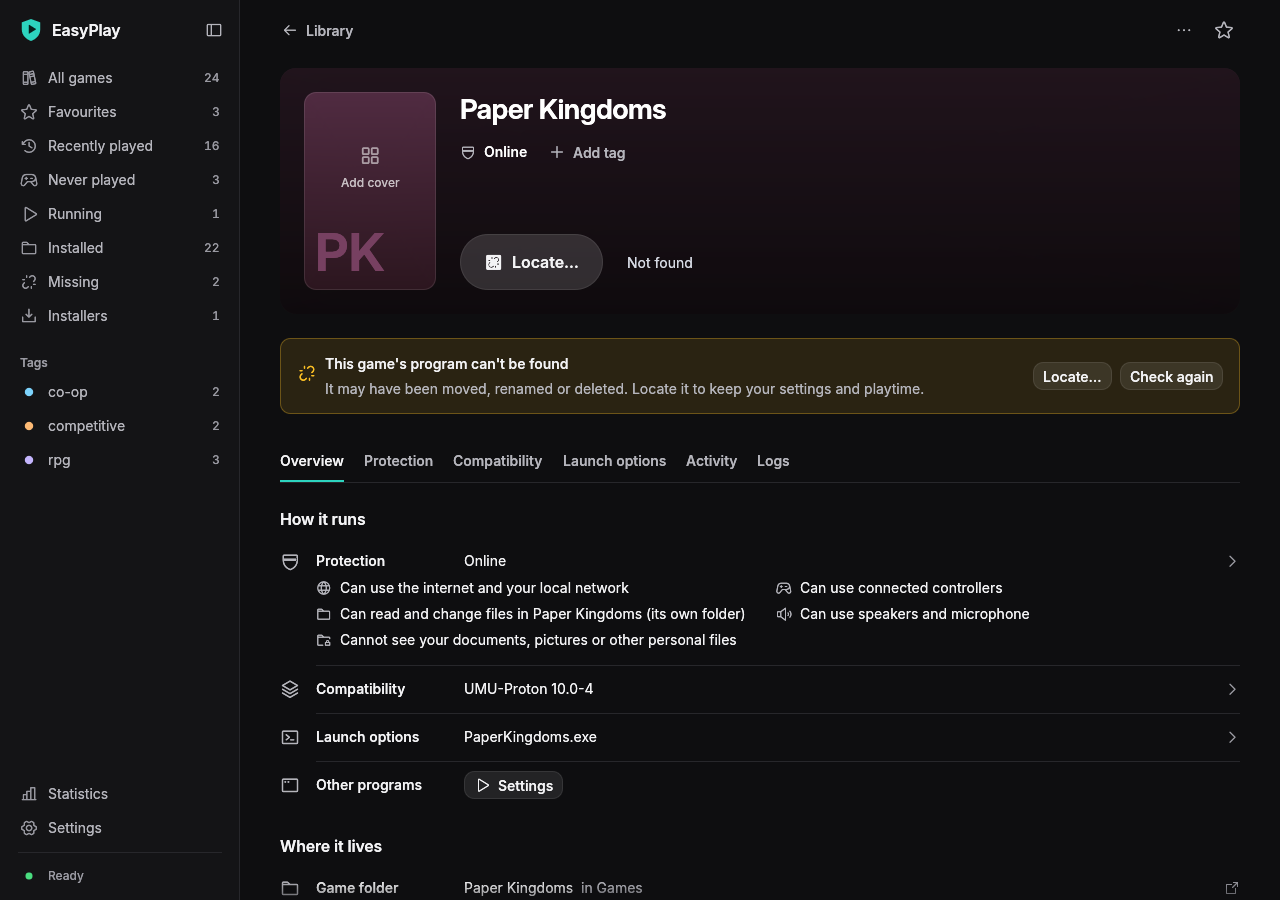 EasyPlay
All games 24
Favourites 3
Recently played 16
Never played 3
Running 1
Installed 22
Missing 2
Installers 1
Tags
co-op 2
competitive 2
rpg 3
Statistics
Settings
Ready
Library
Add cover
PK
Paper Kingdoms
Online Add tag
Locate... Not found
This game's program can't be found
It may have been moved, renamed or deleted. Locate it to keep your settings and playtime.
Locate... Check again
Overview Protection Compatibility Launch options Activity Logs
How it runs
Protection Online
Can use the internet and your local network Can use connected controllers
Can read and change files in Paper Kingdoms (its own folder) Can use speakers and microphone
Cannot see your documents, pictures or other personal files
Compatibility UMU-Proton 10.0-4
Launch options PaperKingdoms.exe
Other programs Settings
Where it lives
Game folder Paper Kingdoms in Games